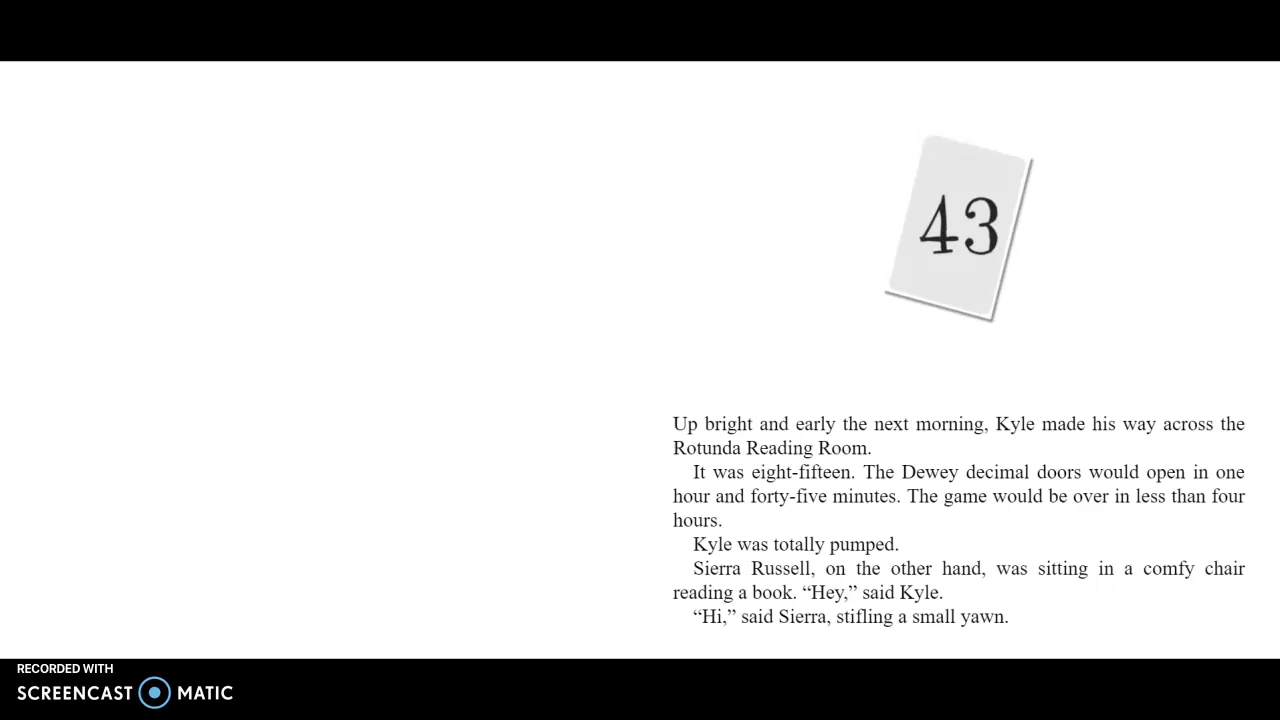 43
Up bright and early the next morning, Kyle made his way across the
Rotunda Reading Room.
It was eight-fifteen. The Dewey decimal doors would open in one
hour and forty-five minutes. The game would be over in less than four
hours.
Kyle was totally pumped.
Sierra Russell, on the other hand, was sitting in a comfy chair
reading a book. “Hey,” said Kyle.
“Hi,” said Sierra, stifling a small yawn.
RECORDED WITH
SCREENCAST MATIC